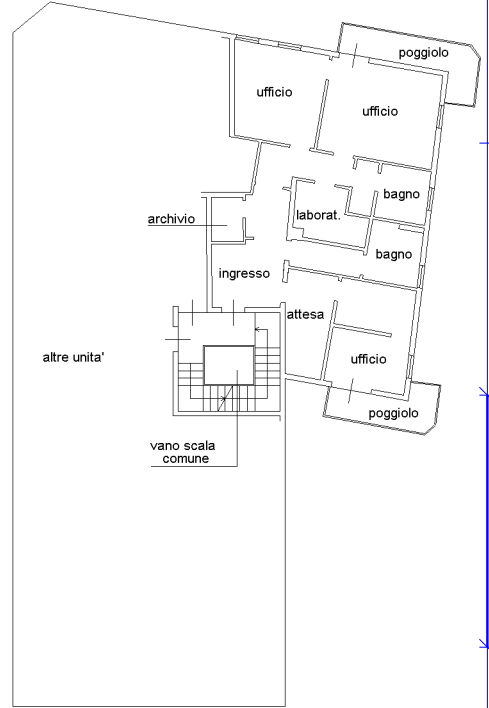 poggiolo
ufficio
ufficio
bagno
laborat.
archivio
bagno
ingresso
attesa
altre unita'
ufficio
poggiolo
vano scala
comune